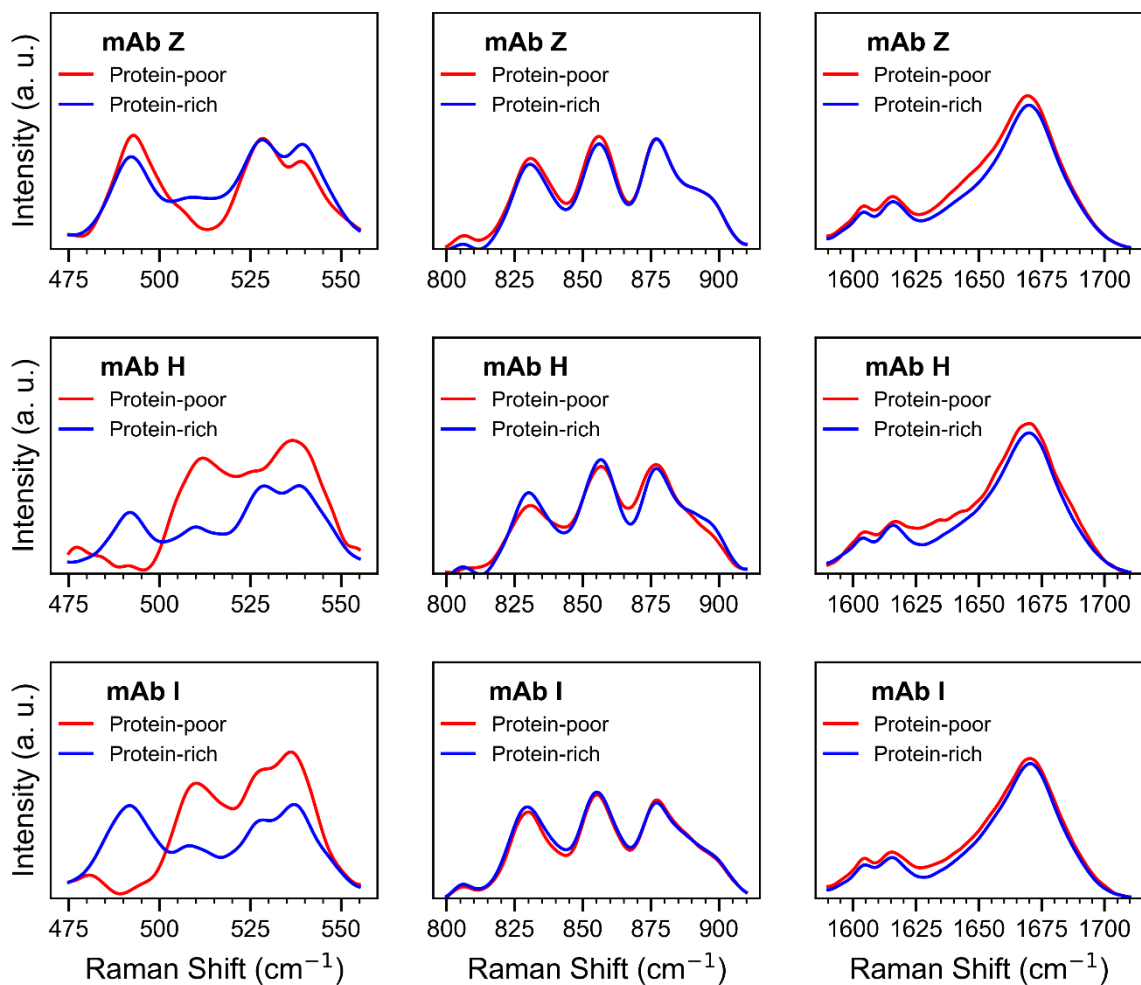 Intensity (a. u.)
mAb Z
Protein-poor
Protein-rich
475 500 525 550
mAb Z
Protein-poor
Protein-rich
800 825 850 875 900
mAb Z
Protein-poor
Protein-rich
1600 1625 1650 1675 1700
Intensity (a. u.)
mAb H
Protein-poor
Protein-rich
475 500 525 550
mAb H
Protein-poor
Protein-rich
800 825 850 875 900
mAb H
Protein-poor
Protein-rich
1600 1625 1650 1675 1700
Intensity (a. u.)
mAb I
Protein-poor
Protein-rich
475 500 525 550
Raman Shift (cm⁻¹)
mAb I
Protein-poor
Protein-rich
800 825 850 875 900
Raman Shift (cm⁻¹)
mAb I
Protein-poor
Protein-rich
1600 1625 1650 1675 1700
Raman Shift (cm⁻¹)